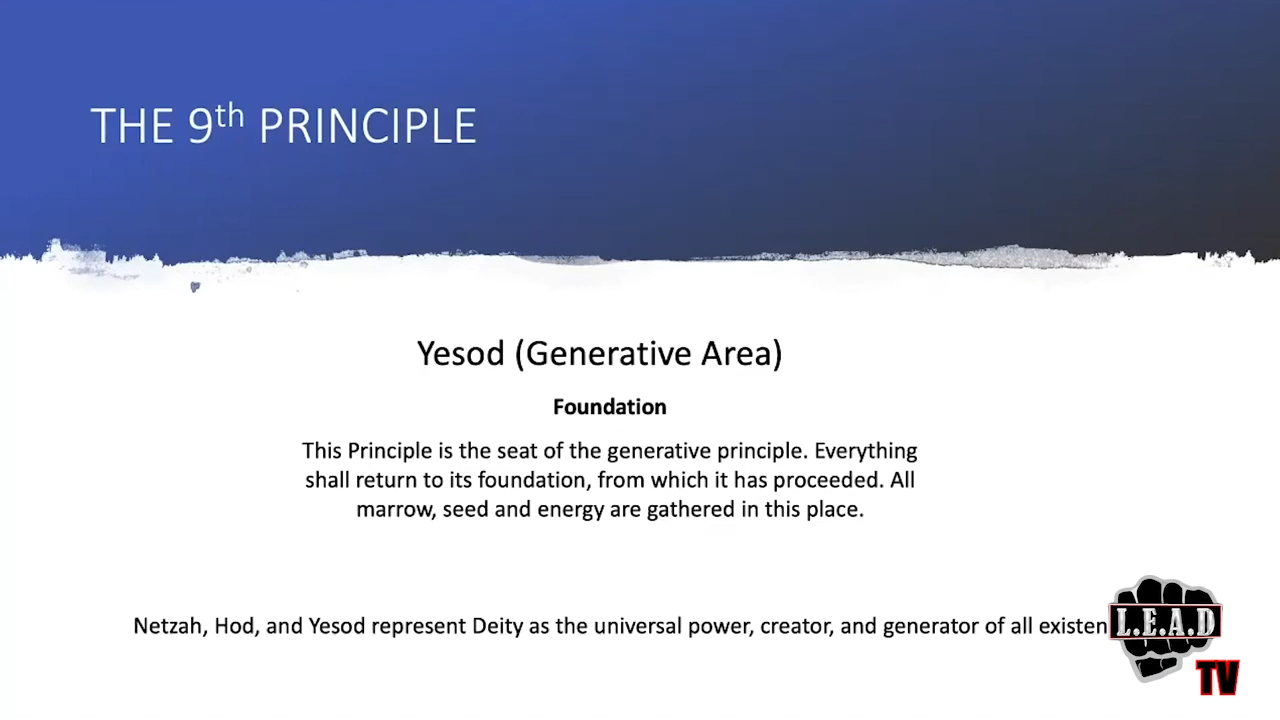 THE 9th PRINCIPLE
Yesod (Generative Area)
Foundation
This Principle is the seat of the generative principle. Everything
shall return to its foundation, from which it has proceeded. All
marrow, seed and energy are gathered in this place.
Netzah, Hod, and Yesod represent Deity as the universal power, creator, and generator of all existen
L.E.A.D
TV